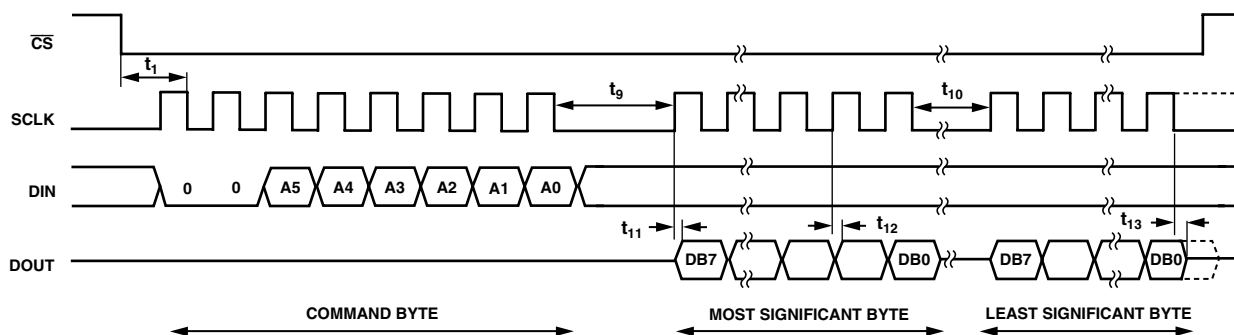 CS
t1
t9
t10
SCLK
DIN
0 0 A5 A4 A3 A2 A1 A0
t11
t12
t13
DOUT
DB7 DB0 DB7 DB0
COMMAND BYTE MOST SIGNIFICANT BYTE LEAST SIGNIFICANT BYTE